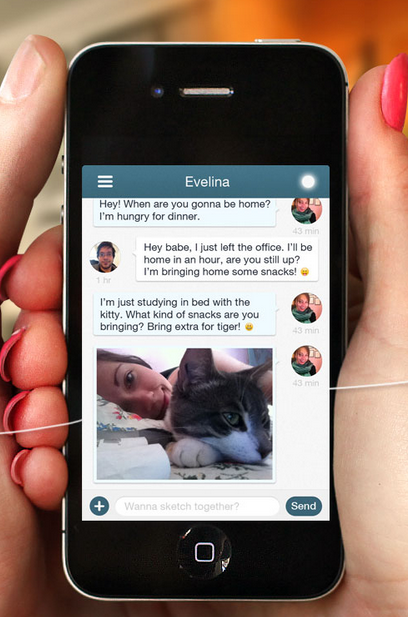 Evelina
Hey! When are you gonna be home?
I'm hungry for dinner.
43 min
Hey babe, I just left the office. I'll be
home in an hour, are you still up?
I'm bringing home some snacks! 😄
1 hr
I'm just studying in bed with the
kitty. What kind of snacks are you
bringing? Bring extra for tiger! 😄
43 min
43 min
Wanna sketch together?
Send